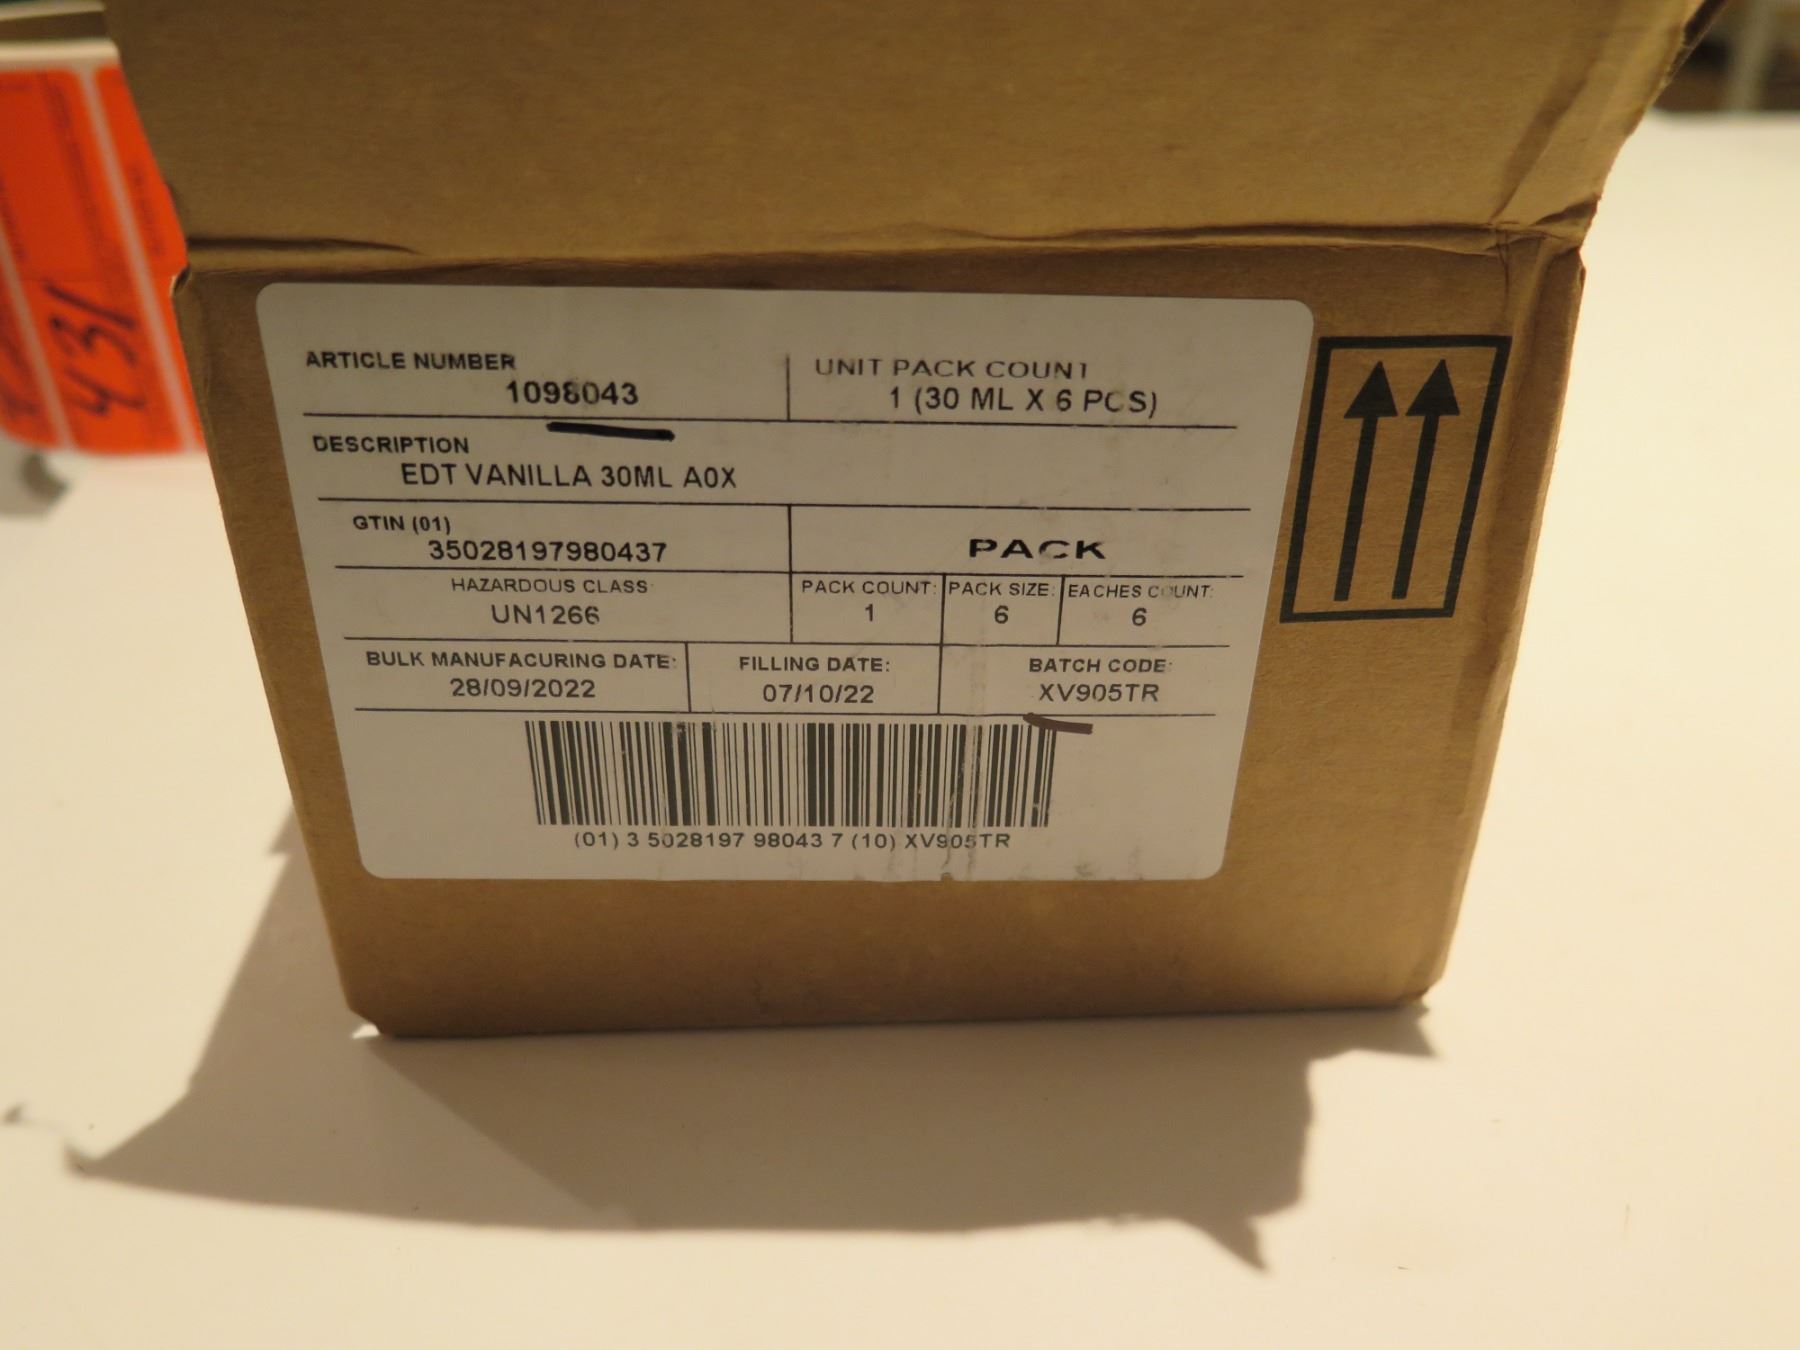 ARTICLE NUMBER
1098043
UNIT PACK COUNT
1 (30 ML X 6 PCS)
DESCRIPTION
EDT VANILLA 30ML A0X
GTIN (01)
35028197980437
PACK
HAZARDOUS CLASS:
UN1266
PACK COUNT:
1
PACK SIZE:
6
EACHES COUNT:
6
BULK MANUFACURING DATE:
28/09/2022
FILLING DATE:
07/10/22
BATCH CODE:
XV905TR
(01) 3 5028197 98043 7 (10) XV905TR
431